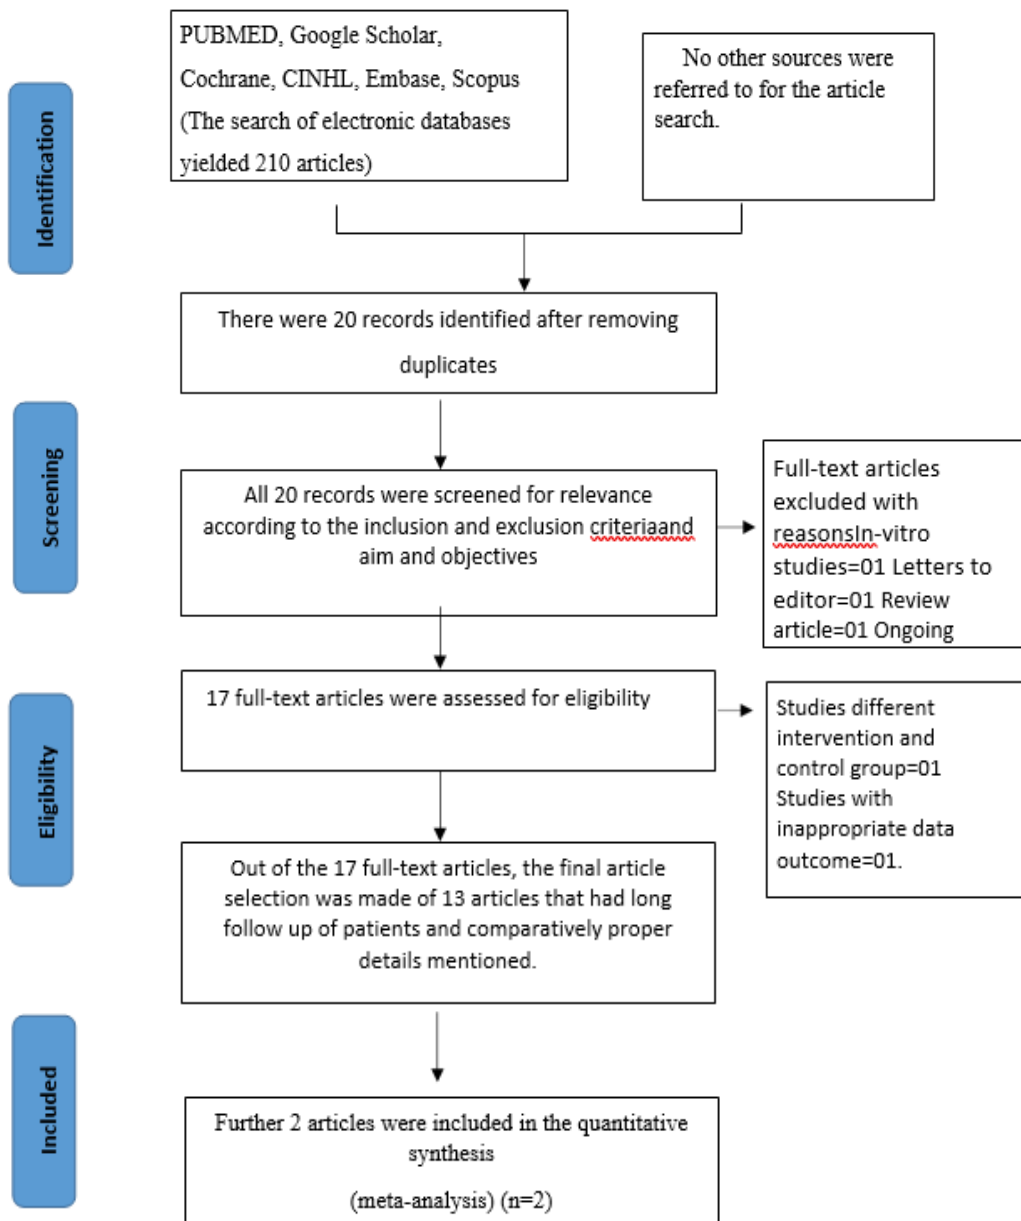 Identification
PUBMED, Google Scholar,
Cochrane, CINHL, Embase, Scopus
(The search of electronic databases
yielded 210 articles)
No other sources were
referred to for the article
search.
There were 20 records identified after removing
duplicates
Screening
All 20 records were screened for relevance
according to the inclusion and exclusion criteriaand
aim and objectives
Full-text articles
excluded with
reasonsIn-vitro
studies=01 Letters to
editor=01 Review
article=01 Ongoing
Eligibility
17 full-text articles were assessed for eligibility
Studies different
intervention and
control group=01
Studies with
inappropriate data
outcome=01.
Out of the 17 full-text articles, the final article
selection was made of 13 articles that had long
follow up of patients and comparatively proper
details mentioned.
Included
Further 2 articles were included in the quantitative
synthesis
(meta-analysis) (n=2)